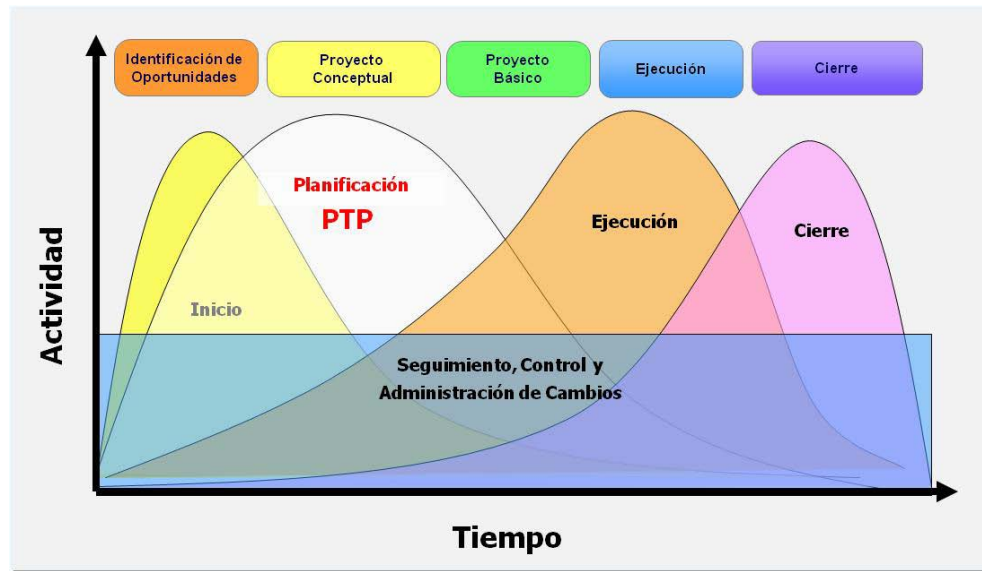 Identificación de
Oportunidades
Proyecto
Conceptual
Proyecto
Básico
Ejecución
Cierre
Planificación
PTP
Ejecución
Cierre
Inicio
Seguimiento, Control y
Administración de Cambios
Actividad
Tiempo